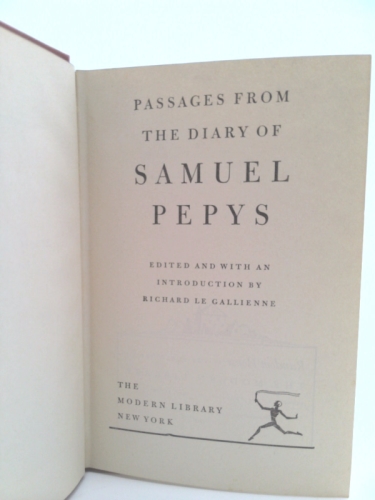 PASSAGES FROM
THE DIARY OF
SAMUEL
PEPYS
EDITED AND WITH AN
INTRODUCTION BY
RICHARD LE GALLIENNE
THE
MODERN LIBRARY
NEW YORK